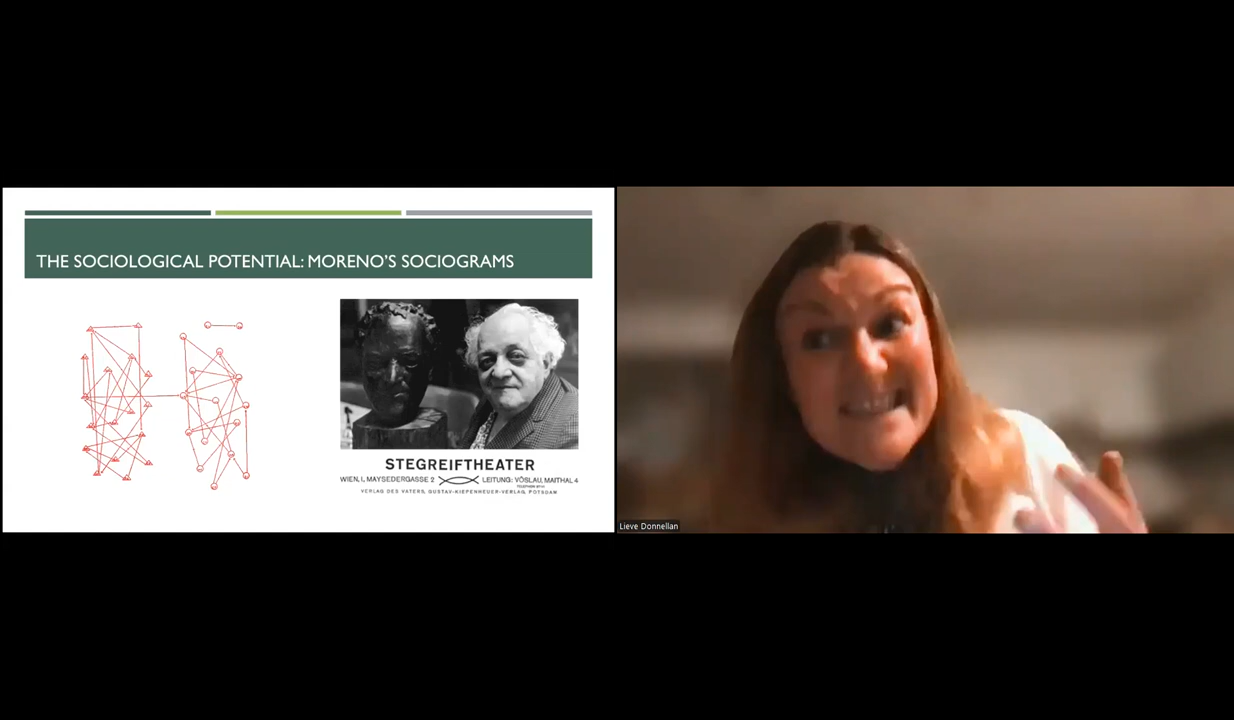 THE SOCIOLOGICAL POTENTIAL: MORENO'S SOCIOGRAMS
STEGREIFTHEATER
WIEN, I, MAYSEDERGASSE 2 LEITUNG: VÖSLAU, MAITHAL 4
VERLAG DES VATERS, GUSTAV-KIEPENHEUER-VERLAG, POTSDAM
Lieve Donnellan